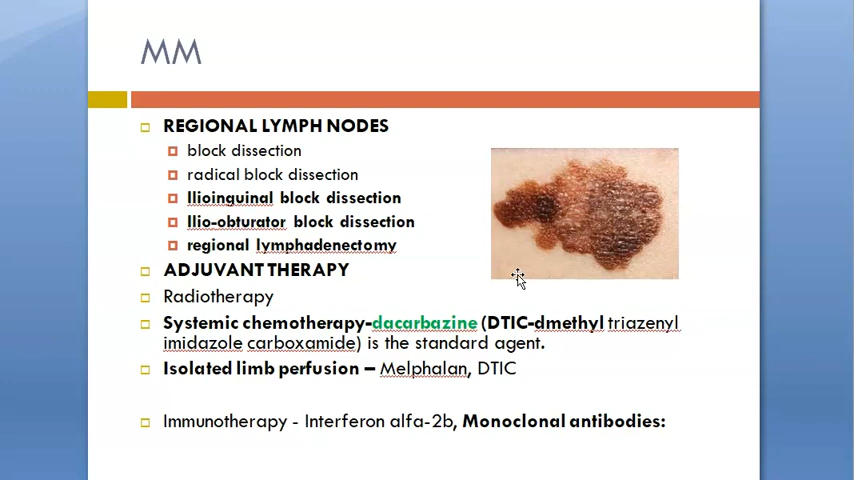 MM
REGIONAL LYMPH NODES
block dissection
radical block dissection
Ilioinguinal block dissection
Ilio-obturator block dissection
regional lymphadenectomy
ADJUVANT THERAPY
Radiotherapy
Systemic chemotherapy-dacarbazine (DTIC-dmethyl triazenyl
imidazole carboxamide) is the standard agent.
Isolated limb perfusion – Melphalan, DTIC
Immunotherapy - Interferon alfa-2b, Monoclonal antibodies: